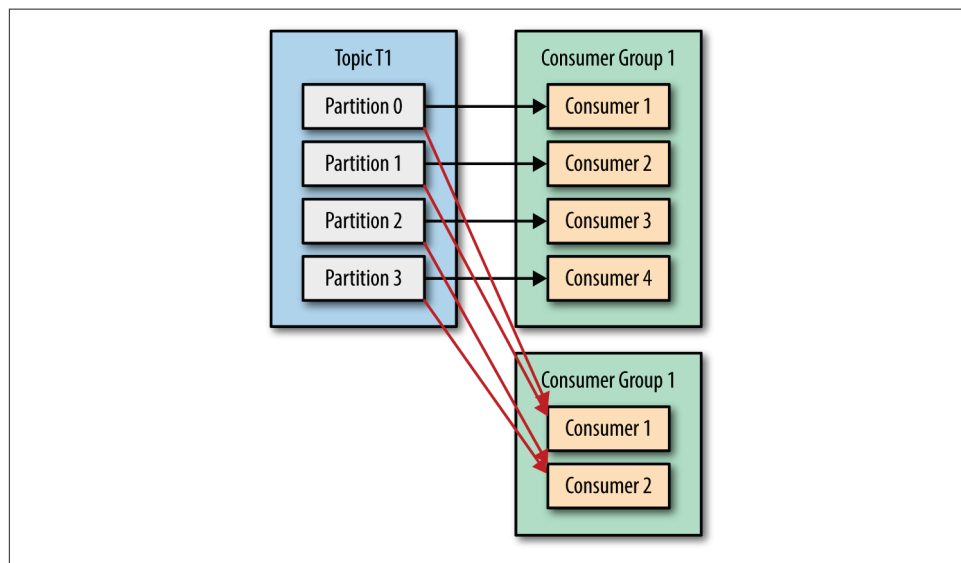 Topic T1
Partition 0
Partition 1
Partition 2
Partition 3
Consumer Group 1
Consumer 1
Consumer 2
Consumer 3
Consumer 4
Consumer Group 1
Consumer 1
Consumer 2